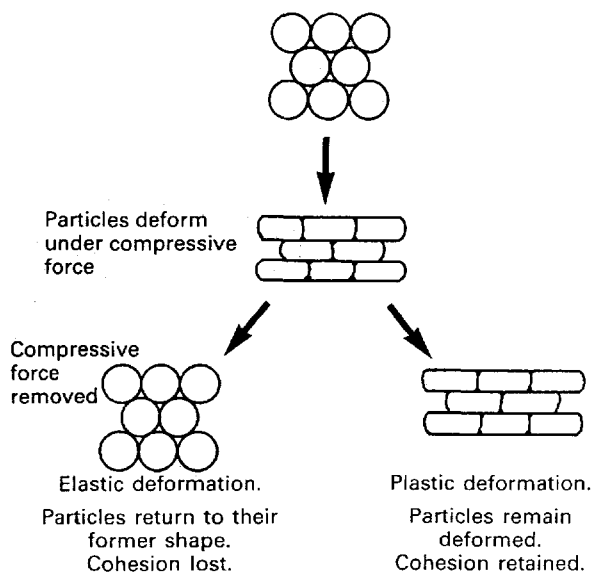 Particles deform
under compressive
force
Compressive
force
removed
Elastic deformation.
Particles return to their
former shape.
Cohesion lost.
Plastic deformation.
Particles remain
deformed.
Cohesion retained.